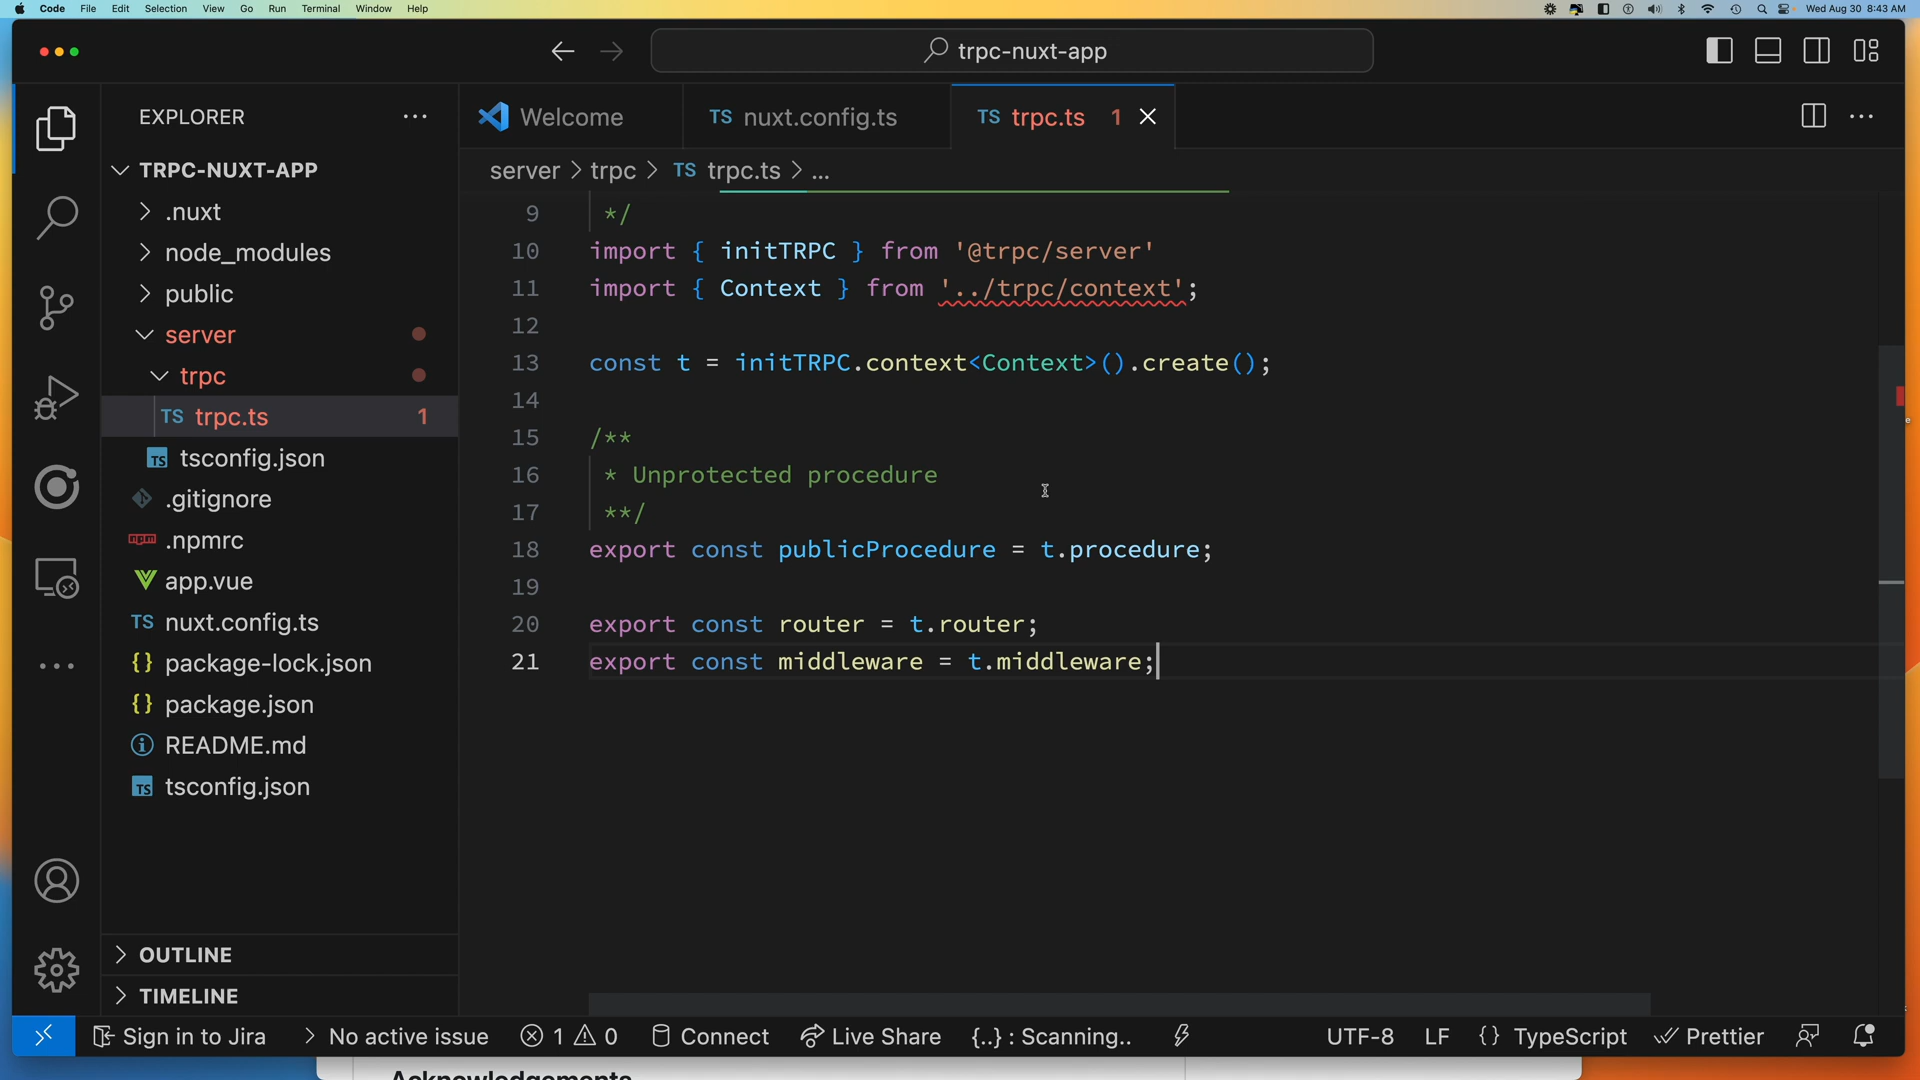 Code File Edit Selection View Go Run Terminal Window Help
Wed Aug 30 8:43 AM
trpc-nuxt-app
EXPLORER
TRPC-NUXT-APP
.nuxt
node_modules
public
server
trpc
TS trpc.ts 1
TS tsconfig.json
.gitignore
.npmrc
app.vue
TS nuxt.config.ts
{} package-lock.json
{} package.json
README.md
TS tsconfig.json
OUTLINE
TIMELINE
Welcome
TS nuxt.config.ts
TS trpc.ts 1
server > trpc > TS trpc.ts > ...
9 */
10 import { initTRPC } from '@trpc/server'
11 import { Context } from '../trpc/context';
12
13 const t = initTRPC.context<Context>().create();
14
15 /**
16 * Unprotected procedure
17 **/
18 export const publicProcedure = t.procedure;
19
20 export const router = t.router;
21 export const middleware = t.middleware;
Sign in to Jira > No active issue 1 0 Connect Live Share {..} : Scanning.. UTF-8 LF {} TypeScript Prettier
Acknowledgements